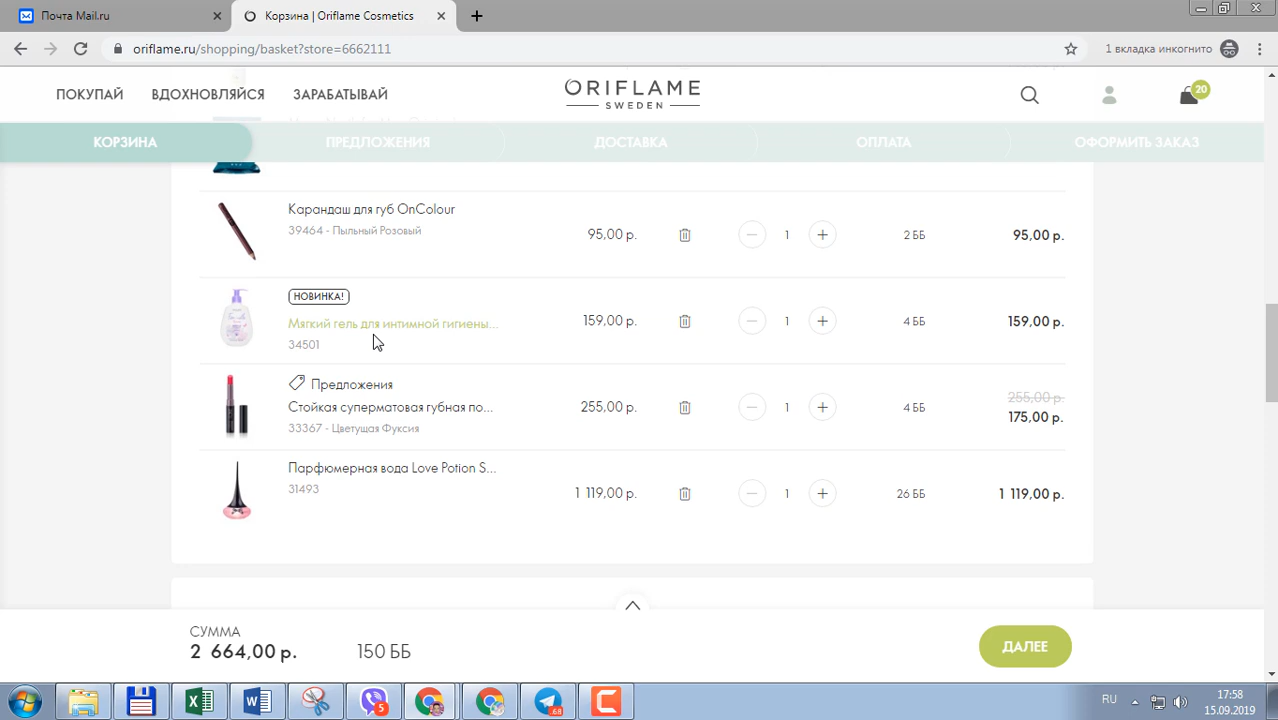 Почта Mail.ru
Корзина | Oriflame Cosmetics
oriflame.ru/shopping/basket?store=6662111
1 вкладка инкогнито
ПОКУПАЙ ВДОХНОВЛЯЙСЯ ЗАРАБАТЫВАЙ
ORIFLAME
SWEDEN
20
КОРЗИНА ПРЕДЛОЖЕНИЯ ДОСТАВКА ОПЛАТА ОФОРМИТЬ ЗАКАЗ
Карандаш для губ OnColour
39464 - Пыльный Розовый
95,00 р. 1 2 ББ 95,00 р.
НОВИНКА!
Мягкий гель для интимной гигиены...
34501
159,00 р. 1 4 ББ 159,00 р.
Предложения
Стойкая суперматовая губная по...
33367 - Цветущая Фуксия
255,00 р. 1 4 ББ 255,00 р.
175,00 р.
Парфюмерная вода Love Potion S...
31493
1 119,00 р. 1 26 ББ 1 119,00 р.
СУММА
2 664,00 р. 150 ББ
ДАЛЕЕ
5
68
RU
17:58
15.09.2019